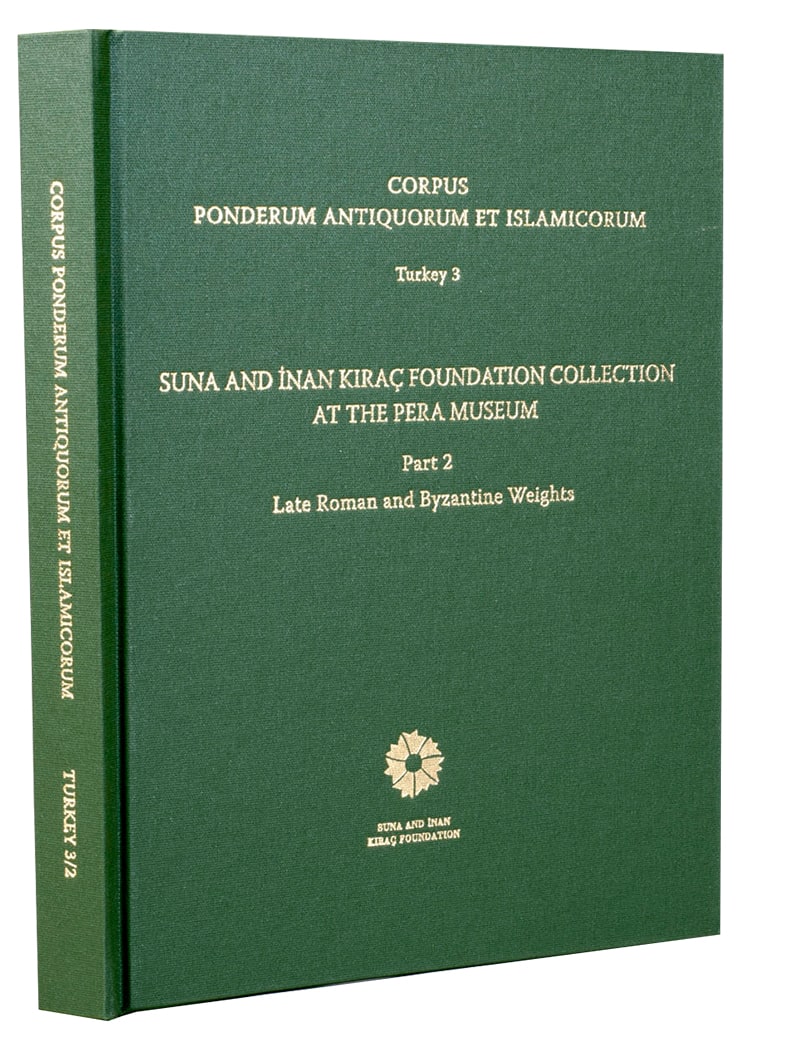 CORPUS PONDERUM ANTIQUORUM ET ISLAMICORUM
TURKEY 3/2
CORPUS
PONDERUM ANTIQUORUM ET ISLAMICORUM
Turkey 3
SUNA AND İNAN KIRAÇ FOUNDATION COLLECTION
AT THE PERA MUSEUM
Part 2
Late Roman and Byzantine Weights
SUNA AND İNAN
KIRAÇ FOUNDATION